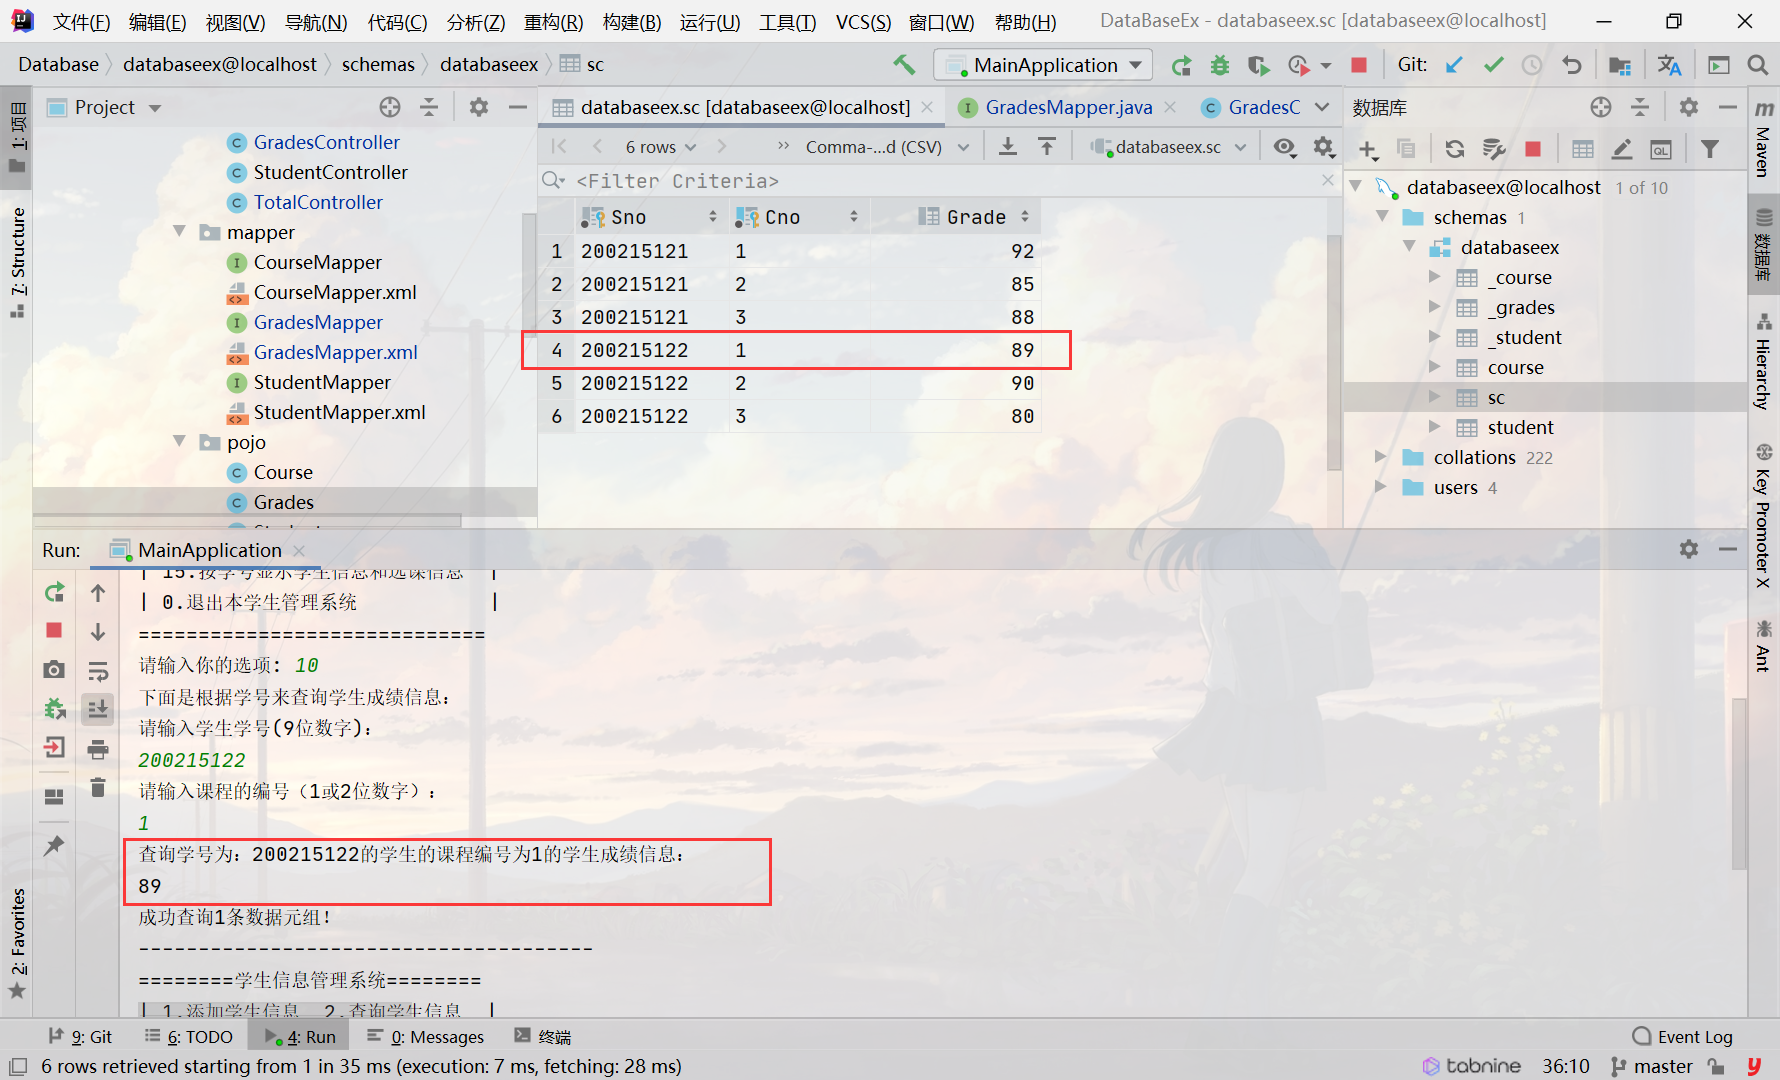 文件(F) 编辑(E) 视图(V) 导航(N) 代码(C) 分析(Z) 重构(R) 构建(B) 运行(U) 工具(T) VCS(S) 窗口(W) 帮助(H) DataBaseEx - databaseex.sc [databaseex@localhost]
Database databaseex@localhost schemas databaseex sc MainApplication Git:
1: 项目
7: Structure
2: Favorites
Project
GradesController
StudentController
TotalController
mapper
CourseMapper
CourseMapper.xml
GradesMapper
GradesMapper.xml
StudentMapper
StudentMapper.xml
pojo
Course
Grades
databaseex.sc [databaseex@localhost] GradesMapper.java GradesC
6 rows Comma-...d (CSV) databaseex.sc
<Filter Criteria>
Sno Cno Grade
1 200215121 1 92
2 200215121 2 85
3 200215121 3 88
4 200215122 1 89
5 200215122 2 90
6 200215122 3 80
数据库
databaseex@localhost 1 of 10
schemas 1
databaseex
_course
_grades
_student
course
sc
student
collations 222
users 4
Maven
数据库
Hierarchy
Key Promoter X
Ant
Run: MainApplication
| 15.按学号显示学生信息和选课信息 |
| 0.退出本学生管理系统 |
=============================
请输入你的选项: 10
下面是根据学号来查询学生成绩信息:
请输入学生学号(9位数字):
200215122
请输入课程的编号（1或2位数字）:
1
查询学号为: 200215122的学生的课程编号为1的学生成绩信息:
89
成功查询1条数据元组!
--------------------------------------
========学生信息管理系统========
| 1.添加学生信息 2.查询学生信息 |
9: Git 6: TODO 4: Run 0: Messages 终端 Event Log
6 rows retrieved starting from 1 in 35 ms (execution: 7 ms, fetching: 28 ms) tabnine 36:10 master